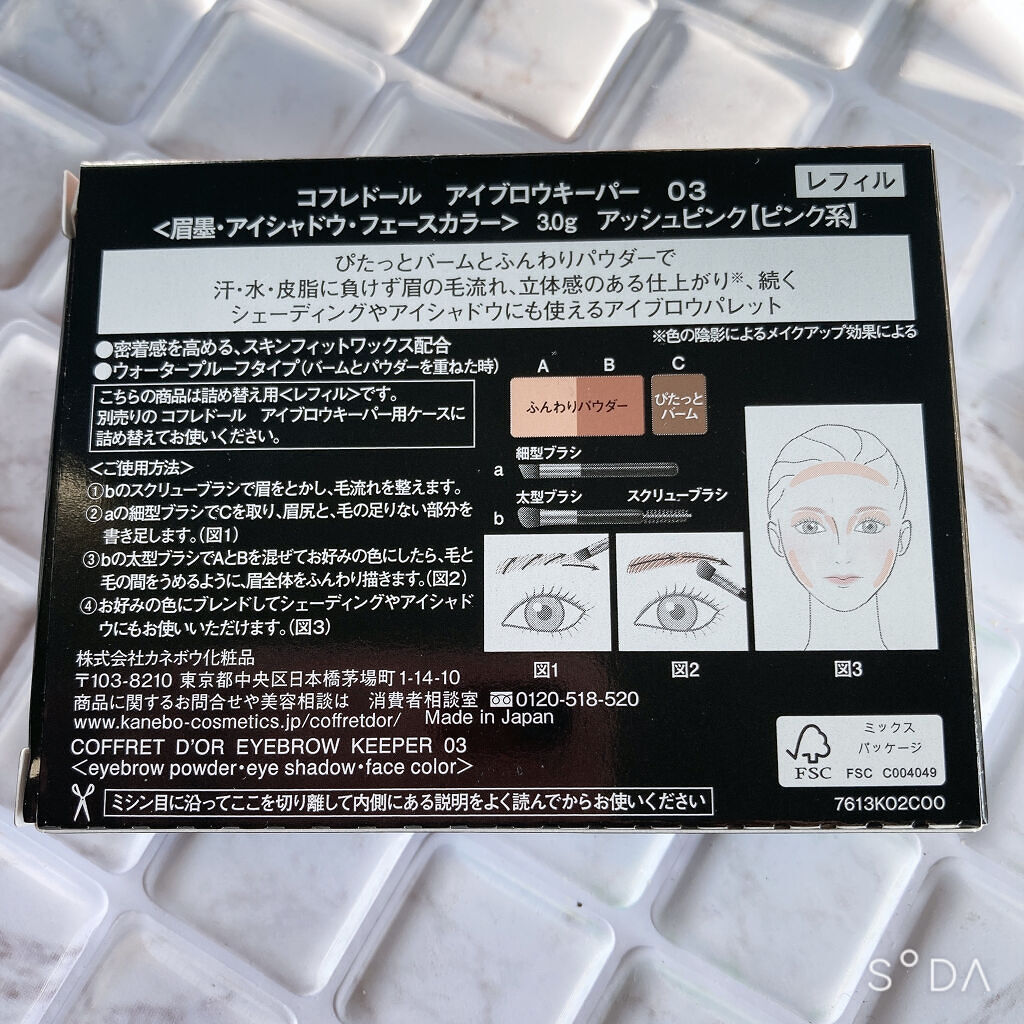 コフレドール アイブロウキーパー 03
レフィル
<眉墨・アイシャドウ・フェースカラー> 3.0g アッシュピンク【ピンク系】
ぴたっとバームとふんわりパウダーで
汗・水・皮脂に負けず眉の毛流れ、立体感のある仕上がり※、続く
シェーディングやアイシャドウにも使えるアイブロウパレット
※色の陰影によるメイクアップ効果による
●密着感を高める、スキンフィットワックス配合
●ウォータープルーフタイプ(バームとパウダーを重ねた時)
こちらの商品は詰め替え用<レフィル>です。
別売りの コフレドール アイブロウキーパー用ケースに
詰め替えてお使いください。
A B C
ふんわりパウダー
ぴたっと
バーム
細型ブラシ
a
太型ブラシ スクリューブラシ
b
<ご使用方法>
①bのスクリューブラシで眉をとかし、毛流れを整えます。
②aの細型ブラシでCを取り、眉尻と、毛の足りない部分を
書き足します。(図1)
③bの太型ブラシでAとBを混ぜてお好みの色にしたら、毛と
毛の間をうめるように、眉全体をふんわり描きます。(図2)
④お好みの色にブレンドしてシェーディングやアイシャド
ウにもお使いいただけます。(図3)
図1 図2 図3
株式会社カネボウ化粧品
〒103-8210 東京都中央区日本橋茅場町1-14-10
商品に関するお問合せや美容相談は 消費者相談室 0120-518-520
www.kanebo-cosmetics.jp/coffretdor/ Made in Japan
COFFRET D'OR EYEBROW KEEPER 03
<eyebrow powder・eye shadow・face color>
ミシン目に沿ってここを切り離して内側にある説明をよく読んでからお使いください
ミックス
パッケージ
FSC FSC C004049
7613K02C00
SODA